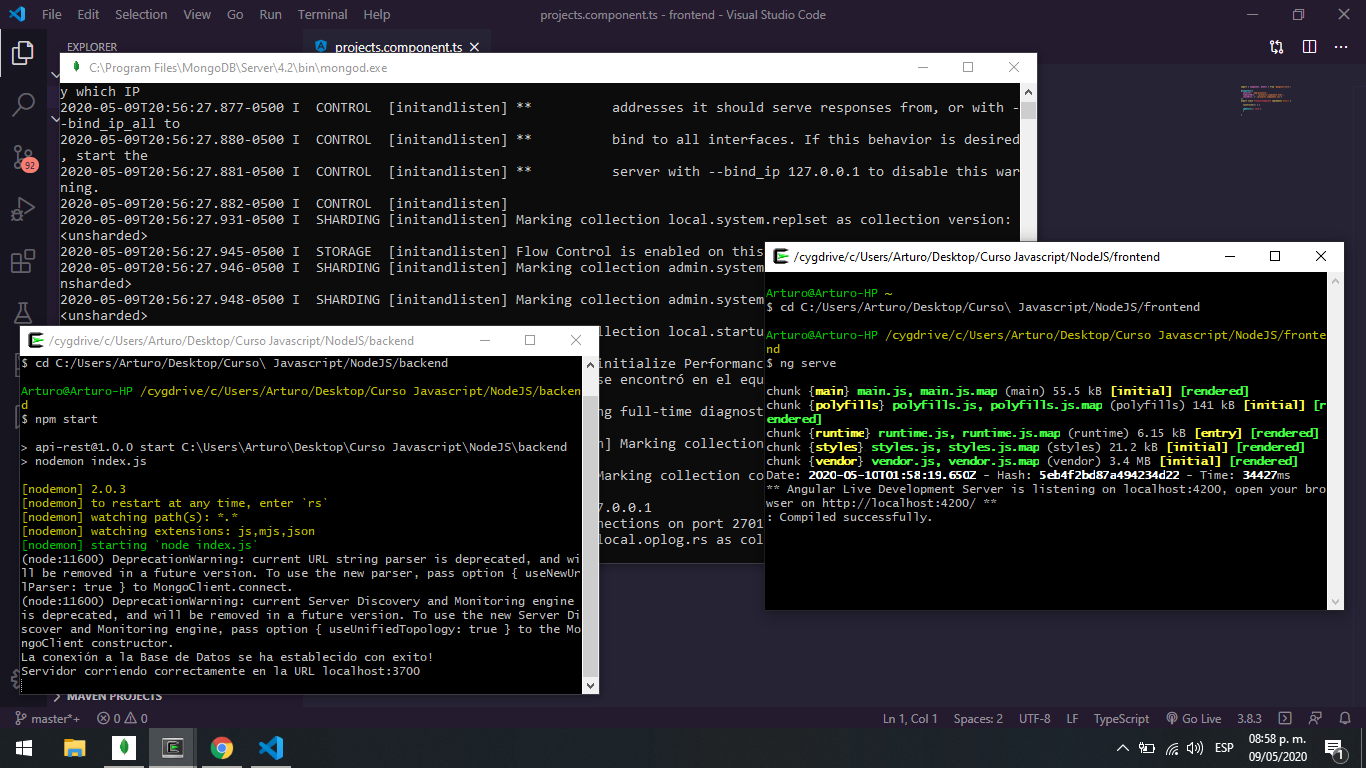 File Edit Selection View Go Run Terminal Help
projects.component.ts - frontend - Visual Studio Code
EXPLORER
projects.component.ts
C:\Program Files\MongoDB\Server\4.2\bin\mongod.exe
y which IP
2020-05-09T20:56:27.877-0500 I  CONTROL  [initandlisten] **          addresses it should serve responses from, or with -
-bind_ip_all to
2020-05-09T20:56:27.880-0500 I  CONTROL  [initandlisten] **          bind to all interfaces. If this behavior is desired
, start the
2020-05-09T20:56:27.881-0500 I  CONTROL  [initandlisten] **          server with --bind_ip 127.0.0.1 to disable this war
ning.
2020-05-09T20:56:27.882-0500 I  CONTROL  [initandlisten]
2020-05-09T20:56:27.931-0500 I  SHARDING [initandlisten] Marking collection local.system.replset as collection version:
<unsharded>
2020-05-09T20:56:27.945-0500 I  STORAGE  [initandlisten] Flow Control is enabled on this
2020-05-09T20:56:27.946-0500 I  SHARDING [initandlisten] Marking collection admin.system
nsharded>
2020-05-09T20:56:27.948-0500 I  SHARDING [initandlisten] Marking collection admin.system
<unsharded>
llection local.startu
initialize Performanc
se encontró en el equ
ng full-time diagnost
] Marking collection
Marking collection co
7.0.0.1
nections on port 2701
local.oplog.rs as col
/cygdrive/c/Users/Arturo/Desktop/Curso Javascript/NodeJS/backend
$ cd C:/Users/Arturo/Desktop/Curso\ Javascript/NodeJS/backend
Arturo@Arturo-HP /cygdrive/c/Users/Arturo/Desktop/Curso Javascript/NodeJS/backen
d
$ npm start
> api-rest@1.0.0 start C:\Users\Arturo\Desktop\Curso Javascript\NodeJS\backend
> nodemon index.js
[nodemon] 2.0.3
[nodemon] to restart at any time, enter `rs`
[nodemon] watching path(s): *.*
[nodemon] watching extensions: js,mjs,json
[nodemon] starting `node index.js`
(node:11600) DeprecationWarning: current URL string parser is deprecated, and wi
ll be removed in a future version. To use the new parser, pass option { useNewUr
lParser: true } to MongoClient.connect.
(node:11600) DeprecationWarning: current Server Discovery and Monitoring engine
is deprecated, and will be removed in a future version. To use the new Server Di
scover and Monitoring engine, pass option { useUnifiedTopology: true } to the Mo
ngoClient constructor.
La conexión a la Base de Datos se ha establecido con exito!
Servidor corriendo correctamente en la URL localhost:3700
/cygdrive/c/Users/Arturo/Desktop/Curso Javascript/NodeJS/frontend
Arturo@Arturo-HP ~
$ cd C:/Users/Arturo/Desktop/Curso\ Javascript/NodeJS/frontend
Arturo@Arturo-HP /cygdrive/c/Users/Arturo/Desktop/Curso Javascript/NodeJS/fronte
nd
$ ng serve
chunk {main} main.js, main.js.map (main) 55.5 kB [initial] [rendered]
chunk {polyfills} polyfills.js, polyfills.js.map (polyfills) 141 kB [initial] [r
endered]
chunk {runtime} runtime.js, runtime.js.map (runtime) 6.15 kB [entry] [rendered]
chunk {styles} styles.js, styles.js.map (styles) 21.2 kB [initial] [rendered]
chunk {vendor} vendor.js, vendor.js.map (vendor) 3.4 MB [initial] [rendered]
Date: 2020-05-10T01:58:19.650Z - Hash: 5eb4f2bd87a494234d22 - Time: 34427ms
** Angular Live Development Server is listening on localhost:4200, open your bro
wser on http://localhost:4200/ **
: Compiled successfully.
92
MAVEN PROJECTS
master*+ 0 0
Ln 1, Col 1 Spaces: 2 UTF-8 LF TypeScript Go Live 3.8.3
ESP
08:58 p. m.
09/05/2020
1